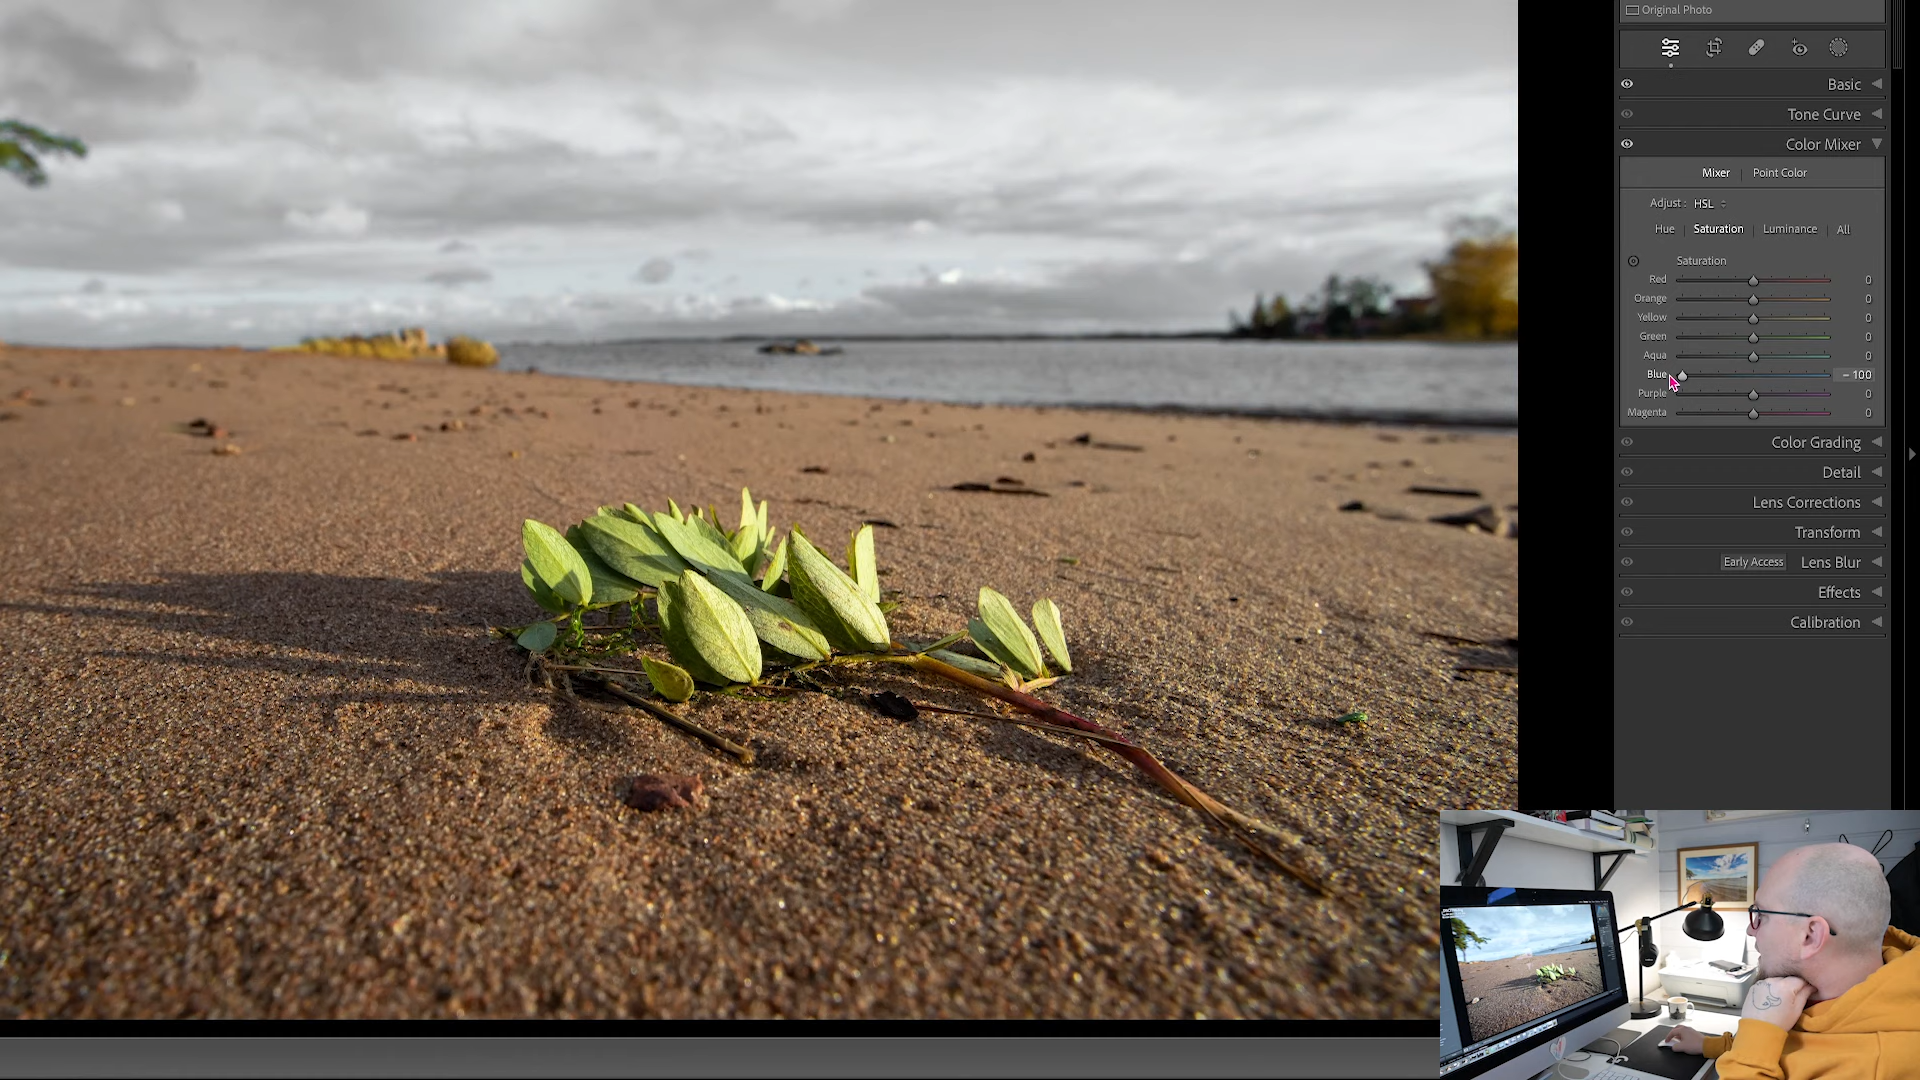 Original Photo
Basic
Tone Curve
Color Mixer
Mixer Point Color
Adjust : HSL
Hue Saturation Luminance All
Saturation
Red 0
Orange 0
Yellow 0
Green 0
Aqua 0
Blue - 100
Purple 0
Magenta 0
Color Grading
Detail
Lens Corrections
Transform
Early Access Lens Blur
Effects
Calibration